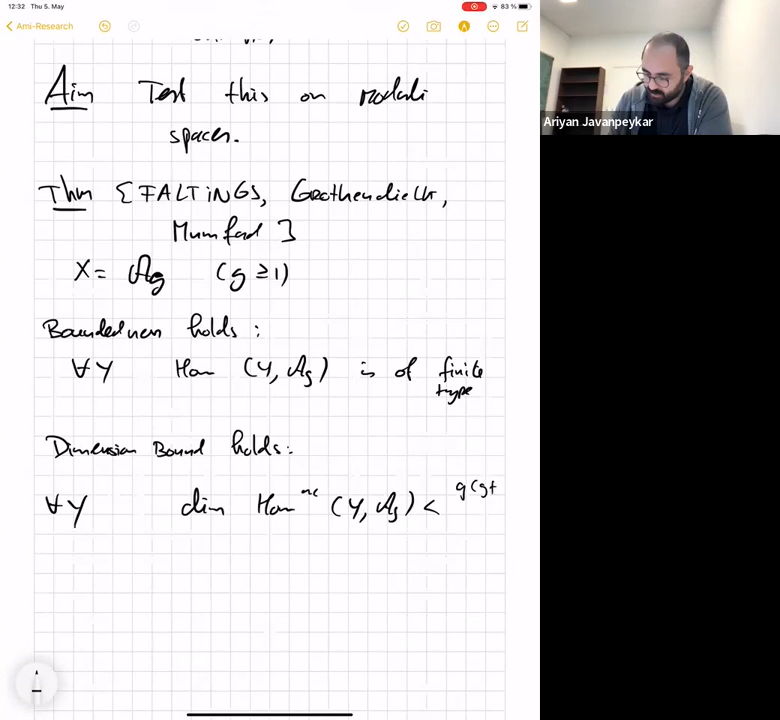 12:32 Thu 5. May
83 %
Ami-Research
Ariyan Javanpeykar
Aim Test this on moduli
spaces.
Thm [FALTINGS, Grothendieck,
Mumford]
X = Ag (g ≥ 1)
Boundedness holds:
∀ Y Hom (Y, Ag) is of finite
type
Dimension Bound holds:
∀ Y dim Hom^nc (Y, Ag) < g(g+